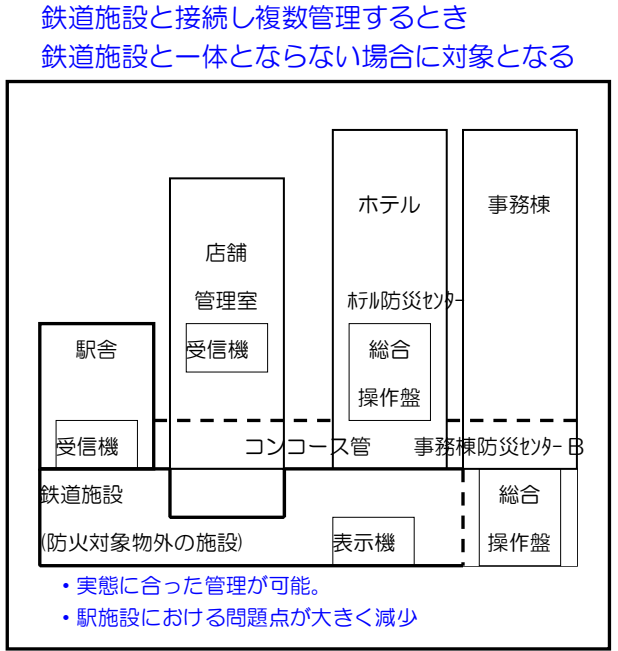 鉄道施設と接続し複数管理するとき
鉄道施設と一体とならない場合に対象となる
ホテル
事務棟
店舗
管理室
ﾎﾃﾙ防災ｾﾝﾀｰ
駅舎
受信機
総合
操作盤
受信機
コンコース管
事務棟防災ｾﾝﾀｰ B
鉄道施設
総合
(防火対象物外の施設)
表示機
操作盤
・実態に合った管理が可能。
・駅施設における問題点が大きく減少